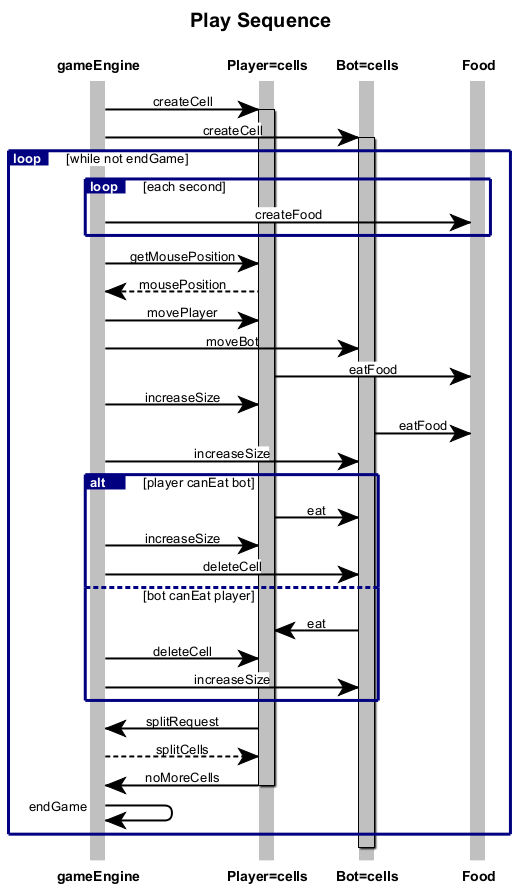 Play Sequence
gameEngine Player=cells Bot=cells Food
createCell
createCell
loop [while not endGame]
loop [each second]
createFood
getMousePosition
mousePosition
movePlayer
moveBot
eatFood
increaseSize
eatFood
increaseSize
alt [player canEat bot]
eat
increaseSize
deleteCell
[bot canEat player]
eat
deleteCell
increaseSize
splitRequest
splitCells
noMoreCells
endGame
gameEngine Player=cells Bot=cells Food